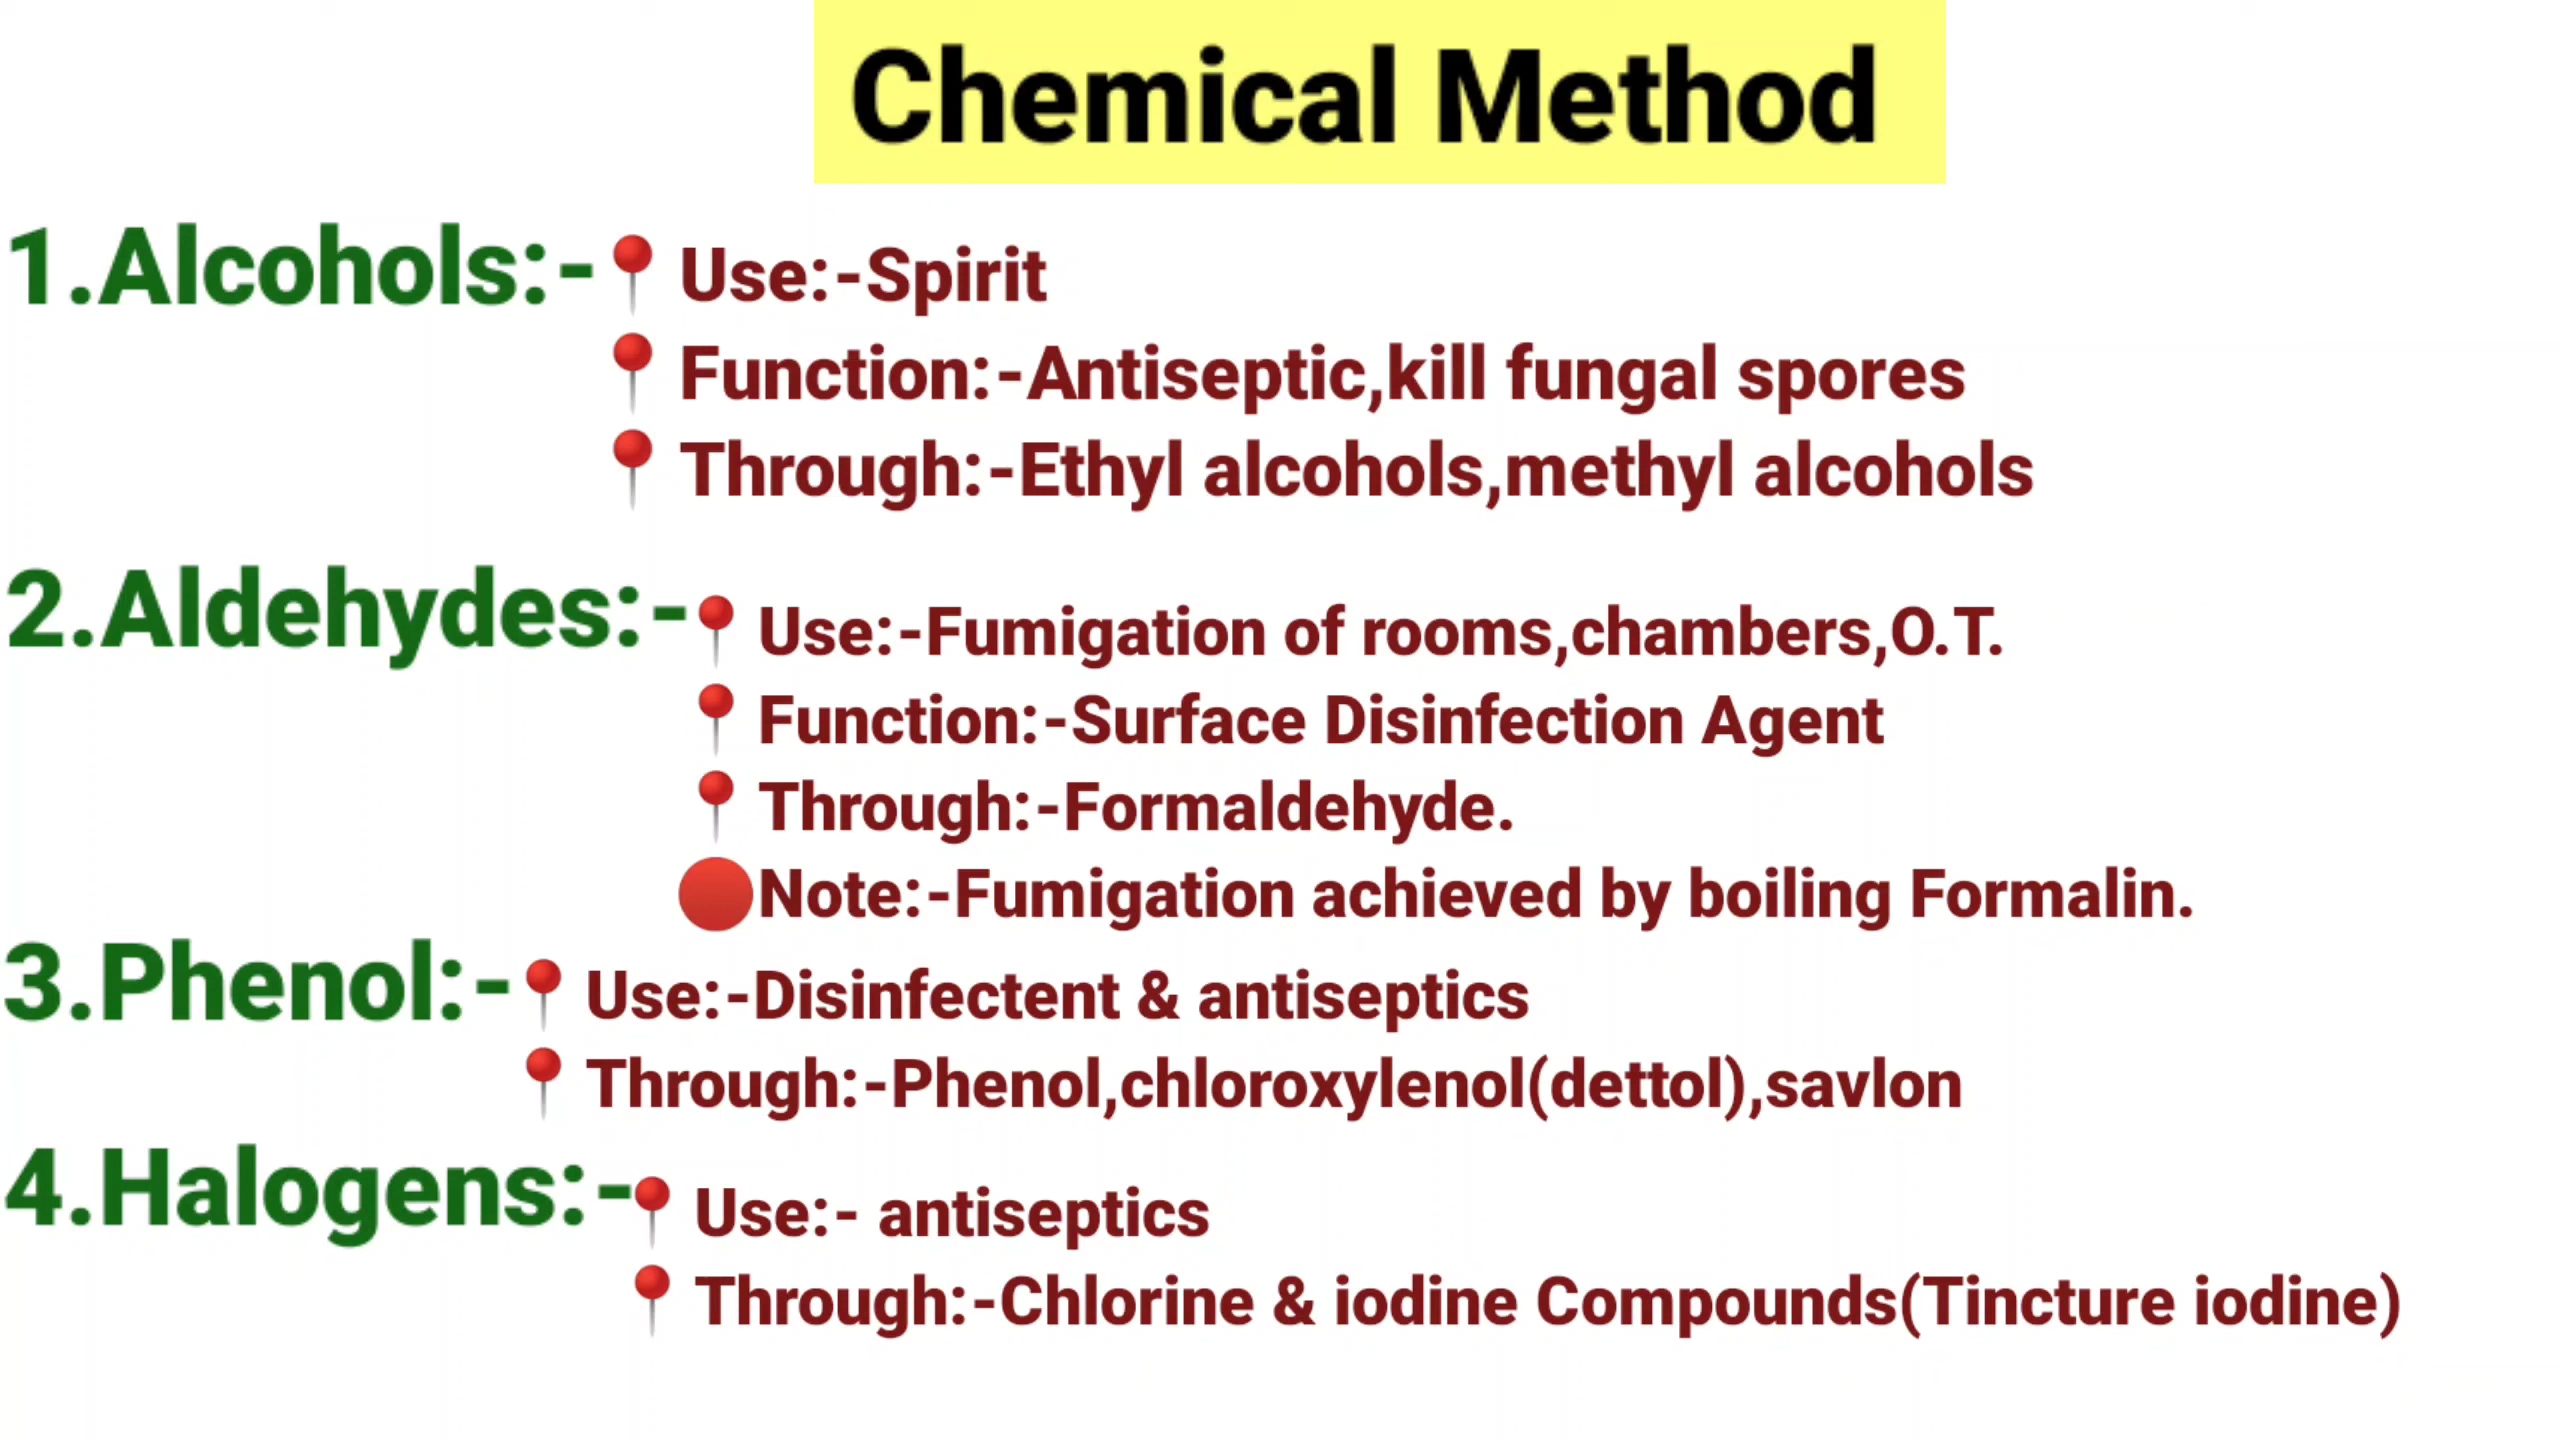 Chemical Method
1.Alcohols:-📍 Use:-Spirit
📍 Function:-Antiseptic,kill fungal spores
📍 Through:-Ethyl alcohols,methyl alcohols
2.Aldehydes:-📍 Use:-Fumigation of rooms,chambers,O.T.
📍 Function:-Surface Disinfection Agent
📍 Through:-Formaldehyde.
🔴Note:-Fumigation achieved by boiling Formalin.
3.Phenol:-📍 Use:-Disinfectent & antiseptics
📍 Through:-Phenol,chloroxylenol(dettol),savlon
4.Halogens:-📍 Use:- antiseptics
📍 Through:-Chlorine & iodine Compounds(Tincture iodine)